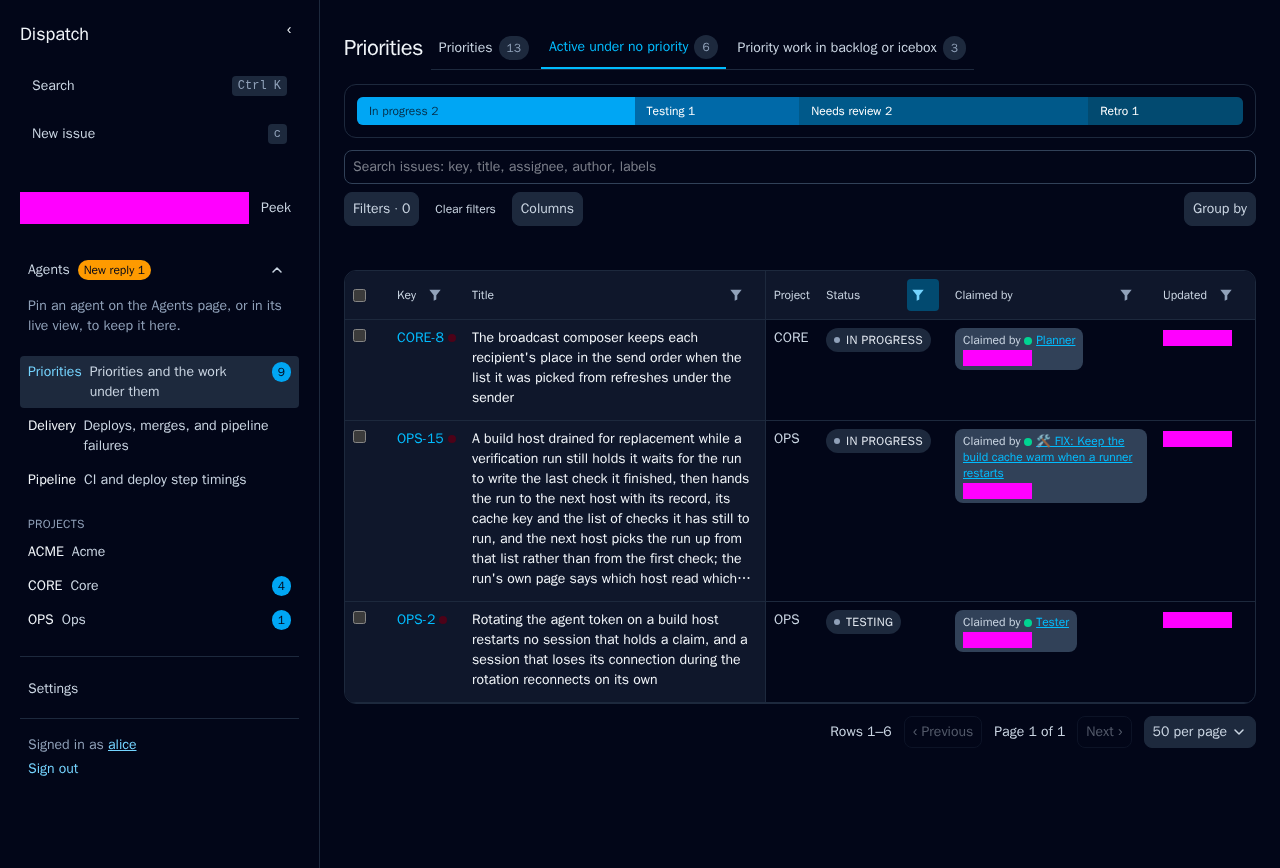 Dispatch
Search Ctrl K
New issue C
Peek
Agents New reply 1
Pin an agent on the Agents page, or in its
live view, to keep it here.
Priorities Priorities and the work
under them
9
Delivery Deploys, merges, and pipeline
failures
Pipeline CI and deploy step timings
PROJECTS
ACME Acme
CORE Core 4
OPS Ops 1
Settings
Signed in as alice
Sign out
Priorities
Priorities 13
Active under no priority 6
Priority work in backlog or icebox 3
In progress 2
Testing 1
Needs review 2
Retro 1
Search issues: key, title, assignee, author, labels
Filters · 0
Clear filters
Columns
Group by
Key Title Project Status Claimed by Updated
CORE-8
The broadcast composer keeps each
recipient's place in the send order when the
list it was picked from refreshes under the
sender
CORE
IN PROGRESS
Claimed by Planner
OPS-15
A build host drained for replacement while a
verification run still holds it waits for the run
to write the last check it finished, then hands
the run to the next host with its record, its
cache key and the list of checks it has still to
run, and the next host picks the run up from
that list rather than from the first check; the
run's own page says which host read which…
OPS
IN PROGRESS
Claimed by 🛠️ FIX: Keep the
build cache warm when a runner
restarts
OPS-2
Rotating the agent token on a build host
restarts no session that holds a claim, and a
session that loses its connection during the
rotation reconnects on its own
OPS
TESTING
Claimed by Tester
Rows 1–6
‹ Previous
Page 1 of 1
Next ›
50 per page